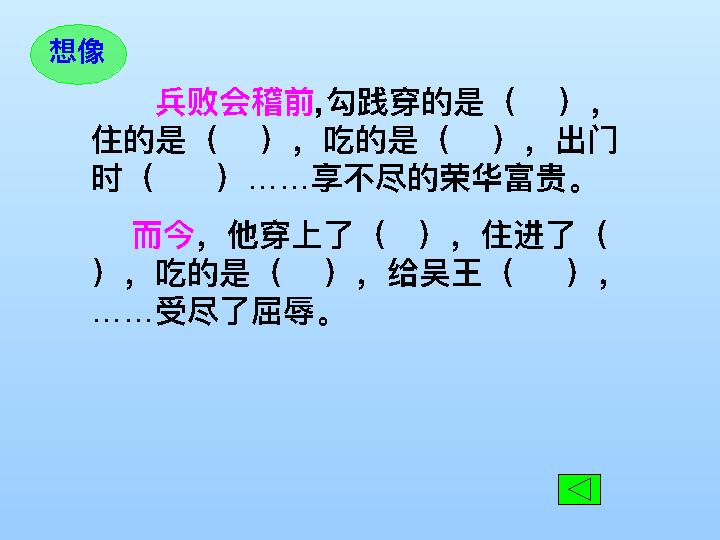 想像
兵败会稽前,勾践穿的是（　），
住的是（　），吃的是（　），出门
时（　　）……享不尽的荣华富贵。
而今，他穿上了（　），住进了（
），吃的是（　），给吴王（　　），
……受尽了屈辱。